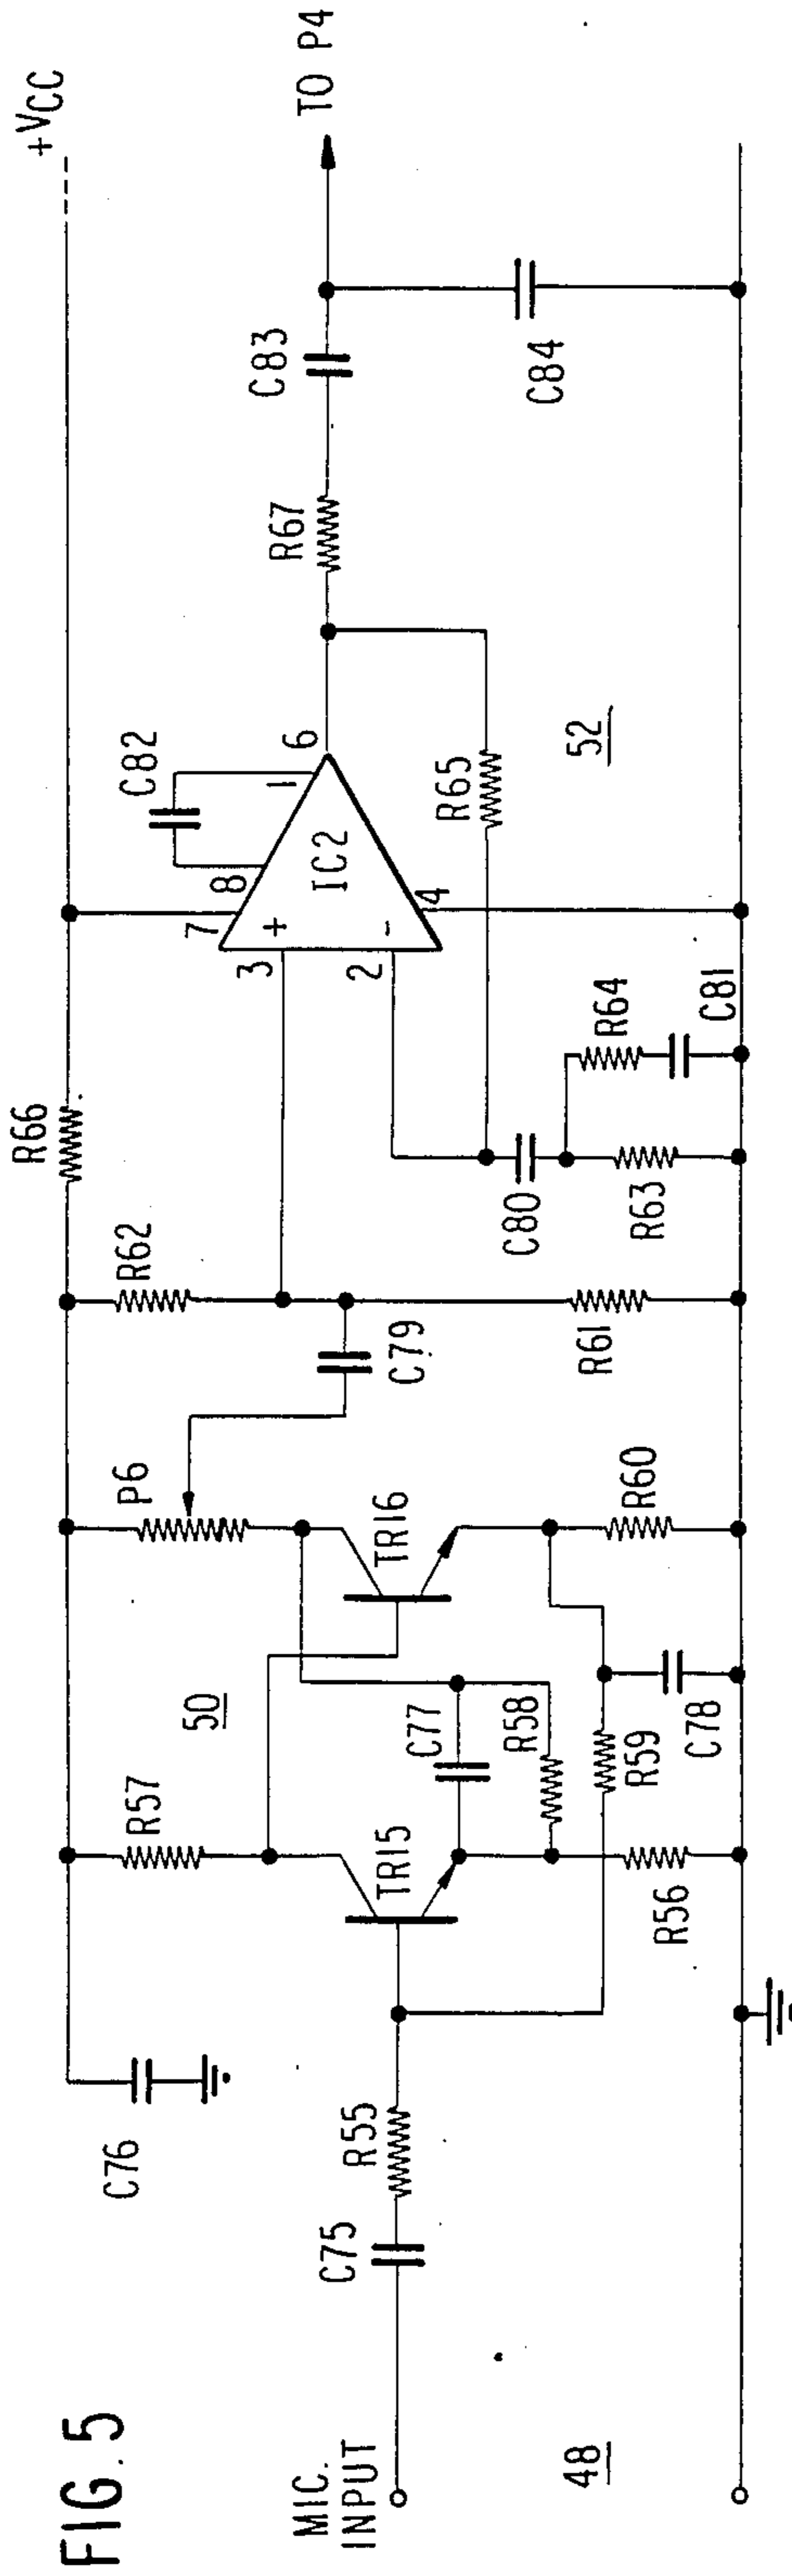 FIG. 5
+VCC
R66
C76
R57
P6
R62
C82
50
MIC.
INPUT
C75
R55
TR15
TR16
C79
7
8
1
3
+
IC2
6
2
-
4
R67
C83
TO P4
C77
R58
R65
52
C84
48
R56
R59
C78
R60
R61
C80
R63
R64
C81